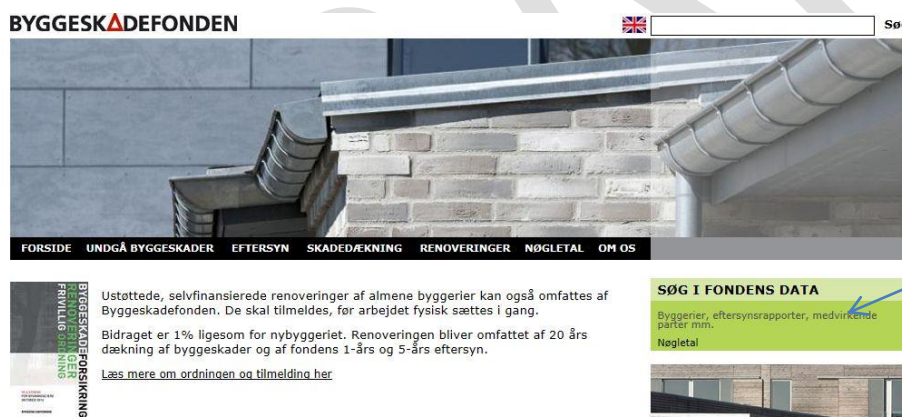 BYGGESKADEFONDEN
Sø
FORSIDE UNDGÅ BYGGESKADER EFTERSYN SKADEDÆKNING RENOVERINGER NØGLETAL OM OS
BYGGESKADEFORSIKRING
RENOVERINGER
FRIVILLIG ORDNING
Ustøttede, selvfinansierede renoveringer af almene byggerier kan også omfattes af
Byggeskadefonden. De skal tilmeldes, før arbejdet fysisk sættes i gang.
Bidraget er 1% ligesom for nybyggeriet. Renoveringen bliver omfattet af 20 års
dækning af byggeskader og af fondens 1-års og 5-års eftersyn.
Læs mere om ordningen og tilmelding her
SØG I FONDENS DATA
Byggerier, eftersynsrapporter, medvirkende
parter mm.
Nøgletal